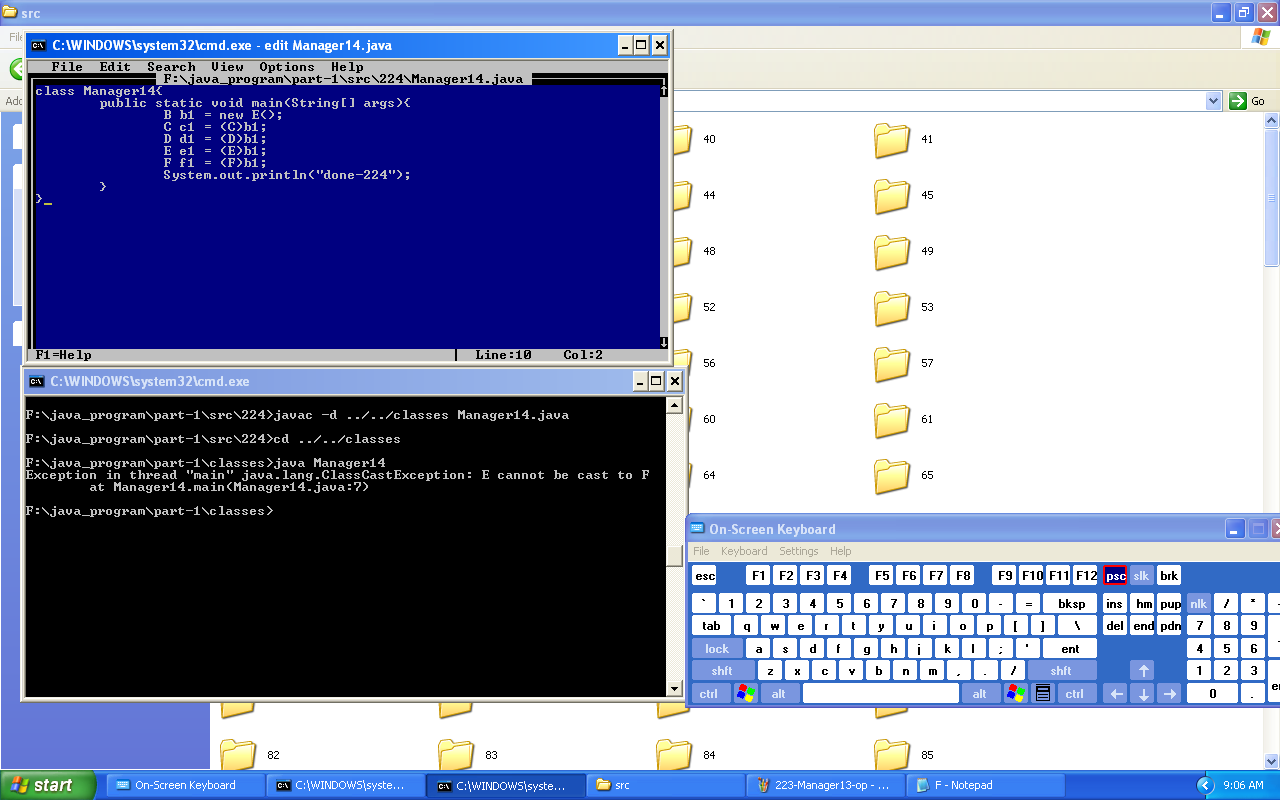 src
C:\WINDOWS\system32\cmd.exe - edit Manager14.java
File Edit Search View Options Help
F:\java_program\part-1\src\224\Manager14.java
class Manager14{
public static void main(String[] args){
B b1 = new E();
C c1 = (C)b1;
D d1 = (D)b1;
E e1 = (E)b1;
F f1 = (F)b1;
System.out.println("done-224");
}
}_
F1=Help Line:10 Col:2
Go
40 41
44 45
48 49
52 53
56 57
60 61
64 65
C:\WINDOWS\system32\cmd.exe
F:\java_program\part-1\src\224>javac -d ../../classes Manager14.java
F:\java_program\part-1\src\224>cd ../../classes
F:\java_program\part-1\classes>java Manager14
Exception in thread "main" java.lang.ClassCastException: E cannot be cast to F
at Manager14.main(Manager14.java:7)
F:\java_program\part-1\classes>
On-Screen Keyboard
File Keyboard Settings Help
esc F1 F2 F3 F4 F5 F6 F7 F8 F9 F10 F11 F12 psc slk brk
` 1 2 3 4 5 6 7 8 9 0 - = bksp ins hm pup nlk / * -
tab q w e r t y u i o p [ ] \ del end pdn 7 8 9
lock a s d f g h j k l ; ' ent 4 5 6
shft z x c v b n m , . / shft 1 2 3
ctrl alt alt ctrl 0 .
82 83 84 85
start On-Screen Keyboard C:\WINDOWS\syste... C:\WINDOWS\syste... src 223-Manager13-op - ... F - Notepad 9:06 AM